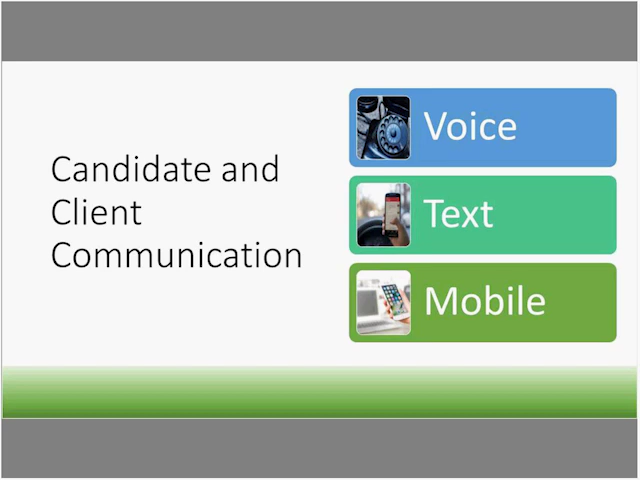 Candidate and
Client
Communication
Voice
Text
Mobile